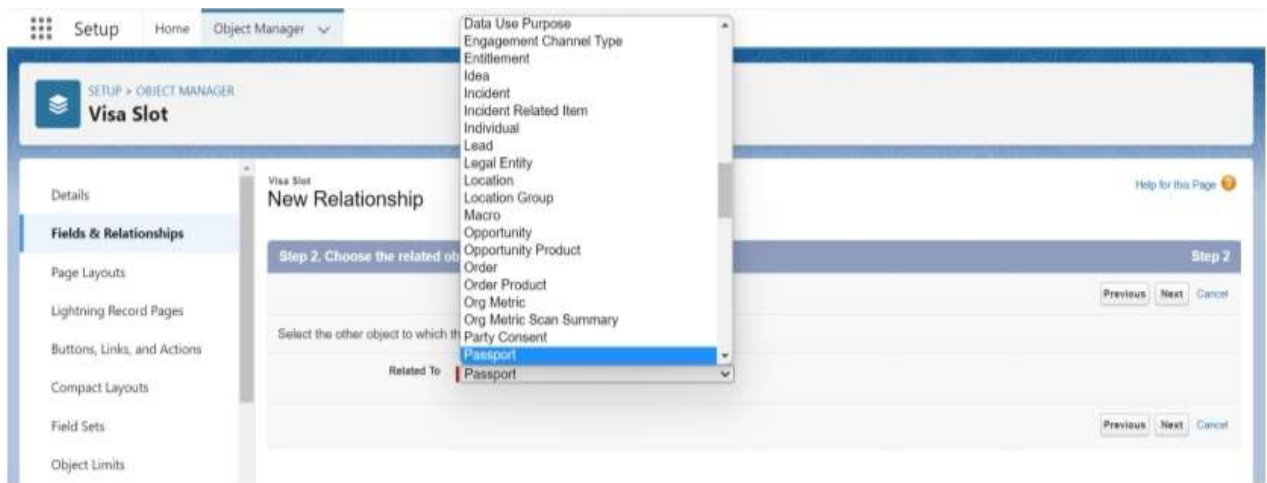 Setup
Home
Object Manager
SETUP > OBJECT MANAGER
Visa Slot
Details
Fields & Relationships
Page Layouts
Lightning Record Pages
Buttons, Links, and Actions
Compact Layouts
Field Sets
Object Limits
Visa Slot
New Relationship
Help for this Page
Step 2. Choose the related ob
Step 2
Previous Next Cancel
Select the other object to which th
Related To
Passport
Previous Next Cancel
Data Use Purpose
Engagement Channel Type
Entitlement
Idea
Incident
Incident Related Item
Individual
Lead
Legal Entity
Location
Location Group
Macro
Opportunity
Opportunity Product
Order
Order Product
Org Metric
Org Metric Scan Summary
Party Consent
Passport